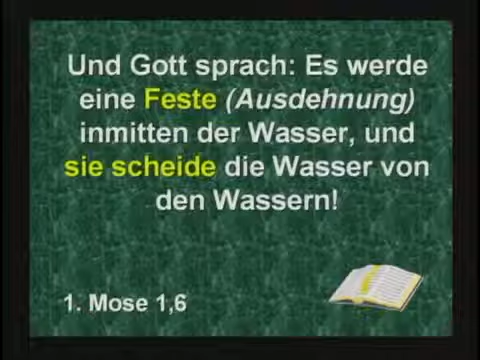 Und Gott sprach: Es werde
eine Feste (Ausdehnung)
inmitten der Wasser, und
sie scheide die Wasser von
den Wassern!
1. Mose 1,6